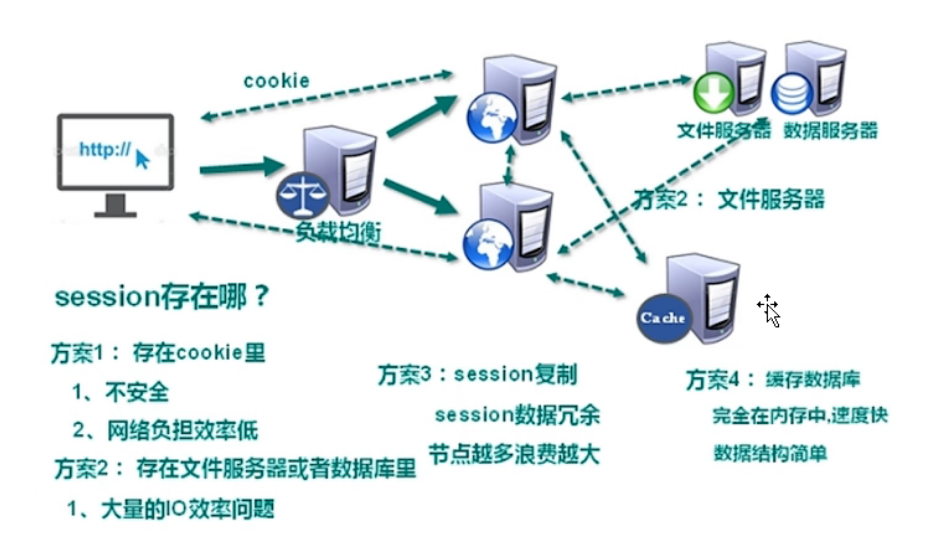 cookie
http://
文件服务器 数据服务器
方案2： 文件服务器
负载均衡
Cache
session存在哪？
方案1： 存在cookie里
1、不安全
2、网络负担效率低
方案2： 存在文件服务器或者数据库里
1、大量的IO效率问题
方案3：session复制
session数据冗余
节点越多浪费越大
方案4： 缓存数据库
完全在内存中,速度快
数据结构简单